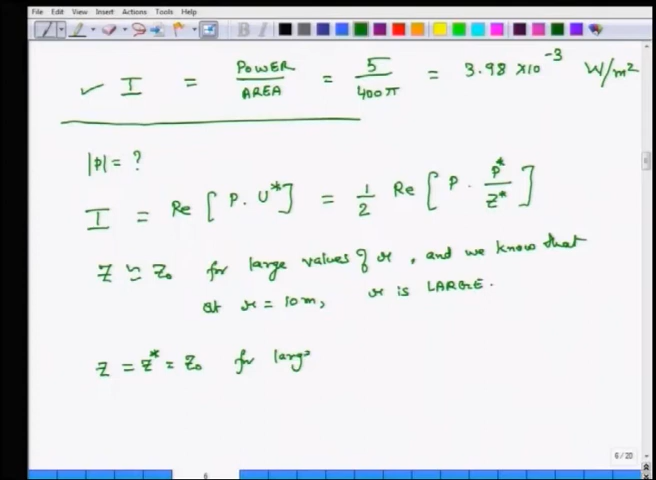 File Edit View Insert Actions Tools Help
✓ I = POWER/AREA = 5/400π = 3.98 × 10^-3 W/m²
|p| = ?
I = Re [ P. U* ] = 1/2 Re [ P. P*/Z* ]
Z ≃ Z₀ for large values of r, and we know that
at r = 10m, r is LARGE.
Z = Z* = Z₀ for large
6/20
6